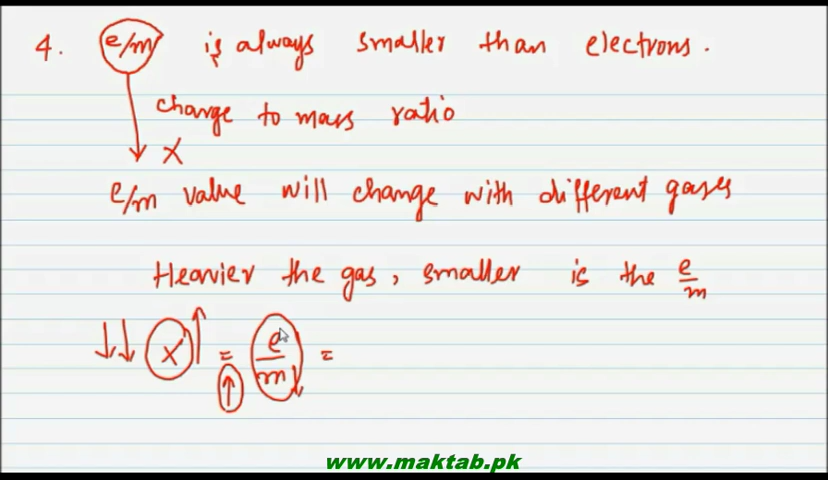 4. e/m is always smaller than electrons.
charge to mass ratio
X
e/m value will change with different gases
Heavier the gas, smaller is the e/m
↓↓ X ↑ = e/m ↓ =
↑
www.maktab.pk